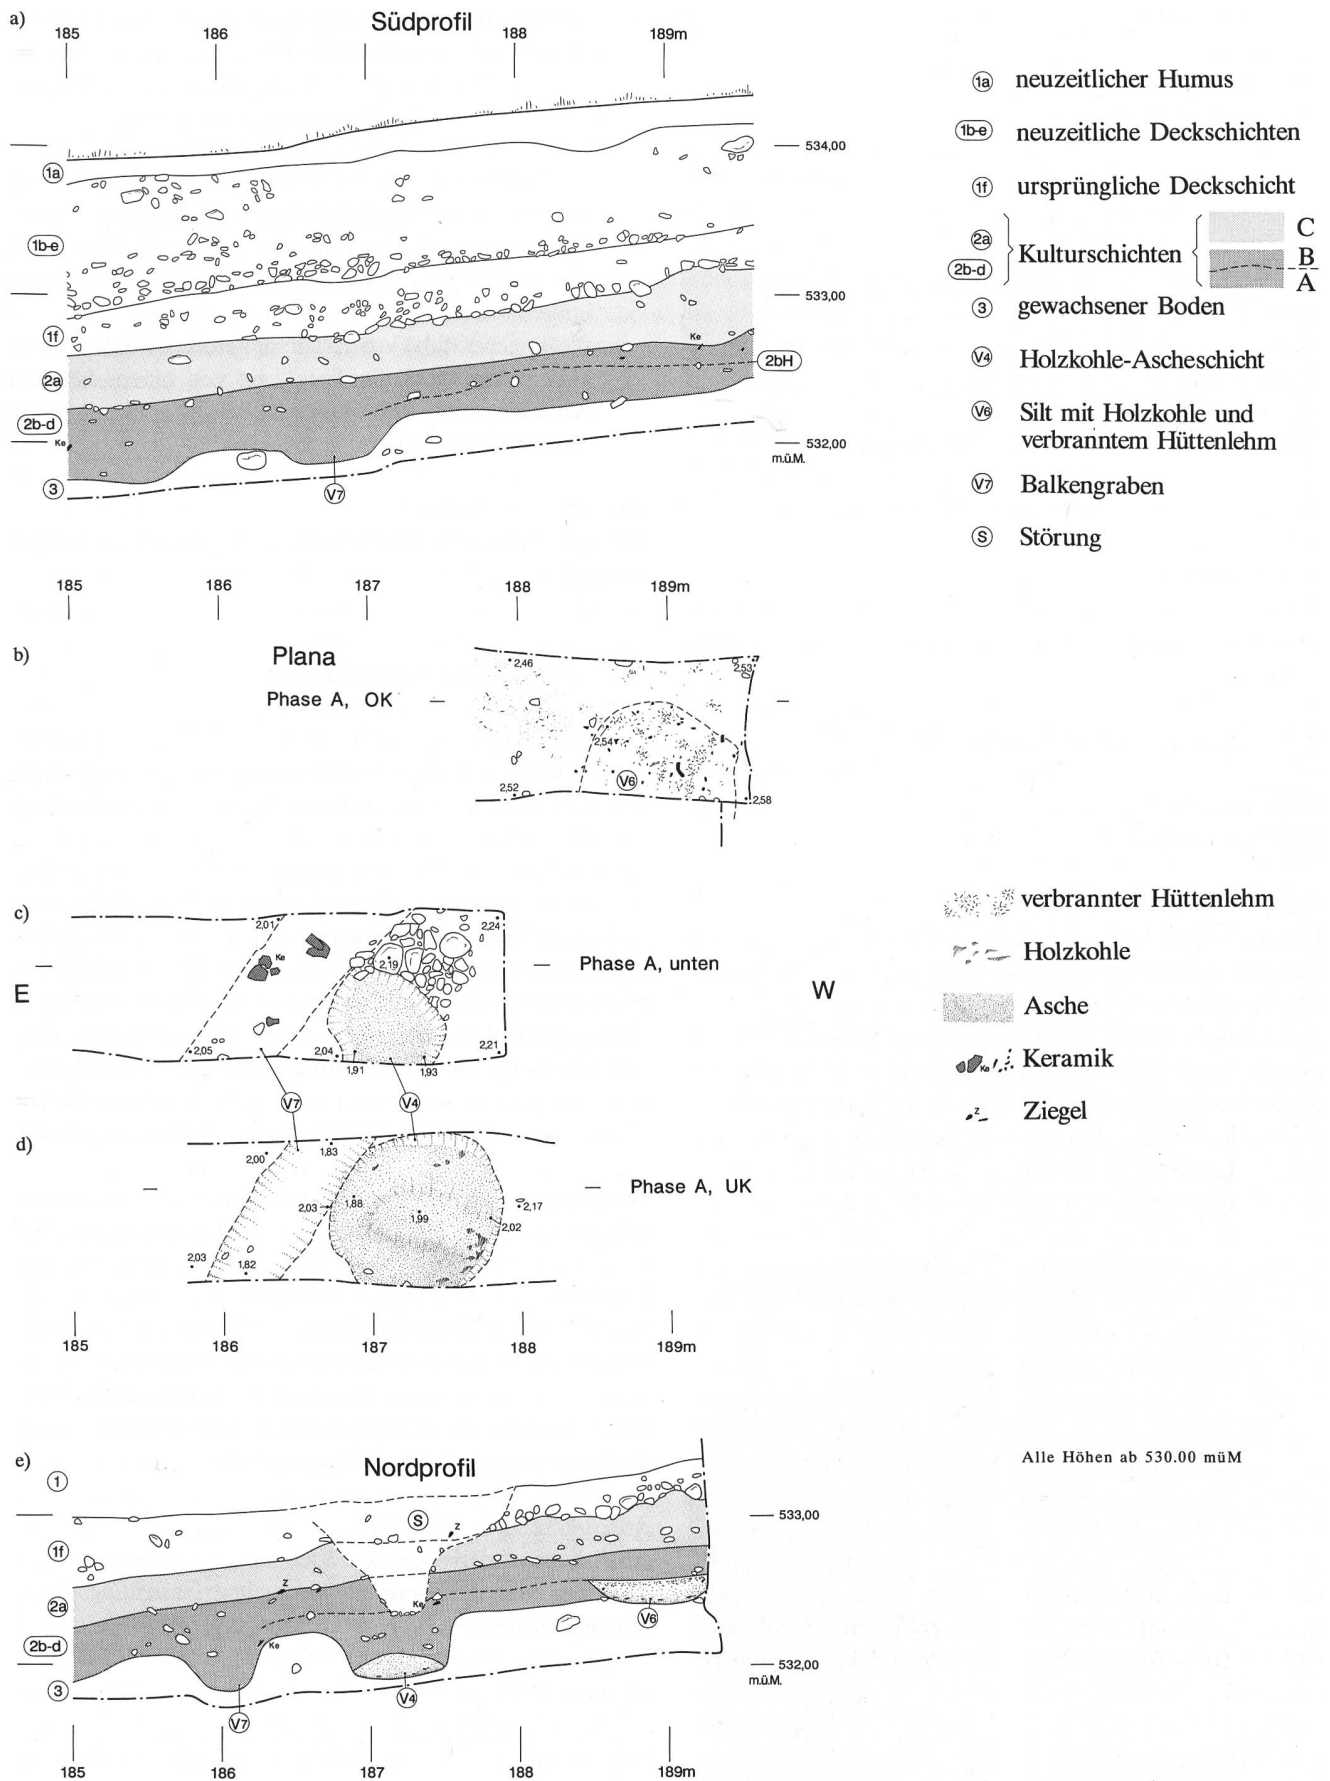 a)
Südprofil
185 186 188 189m
534,00
1a
1b-e
533,00
1f
Ke
2bH
2a
2b-d
Ke
532,00
m.ü.M.
3
V7
1a neuzeitlicher Humus
1b-e neuzeitliche Deckschichten
1f ursprüngliche Deckschicht
2a
2b-d
Kulturschichten
C
B
A
3 gewachsener Boden
V4 Holzkohle-Ascheschicht
V6 Silt mit Holzkohle und
verbranntem Hüttenlehm
V7 Balkengraben
S Störung
185 186 187 188 189m
b)
Plana
Phase A, OK
2,46
2,53
2,54
V6
2,52
2,58
c)
2,01
2,24
Ke
2,19
Phase A, unten
E
W
2,05
2,04
2,21
1,91
1,93
V7
V4
d)
2,00
1,83
Phase A, UK
2,03
1,88
1,99
2,17
2,02
2,03
1,82
185 186 187 188 189m
verbrannter Hüttenlehm
Holzkohle
Asche
Ke Keramik
z Ziegel
e)
Nordprofil
Alle Höhen ab 530.00 müM
1
S
z
533,00
1f
z
2a
Ke
V6
2b-d
Ke
532,00
m.ü.M.
3
V4
V7
185 186 187 188 189m